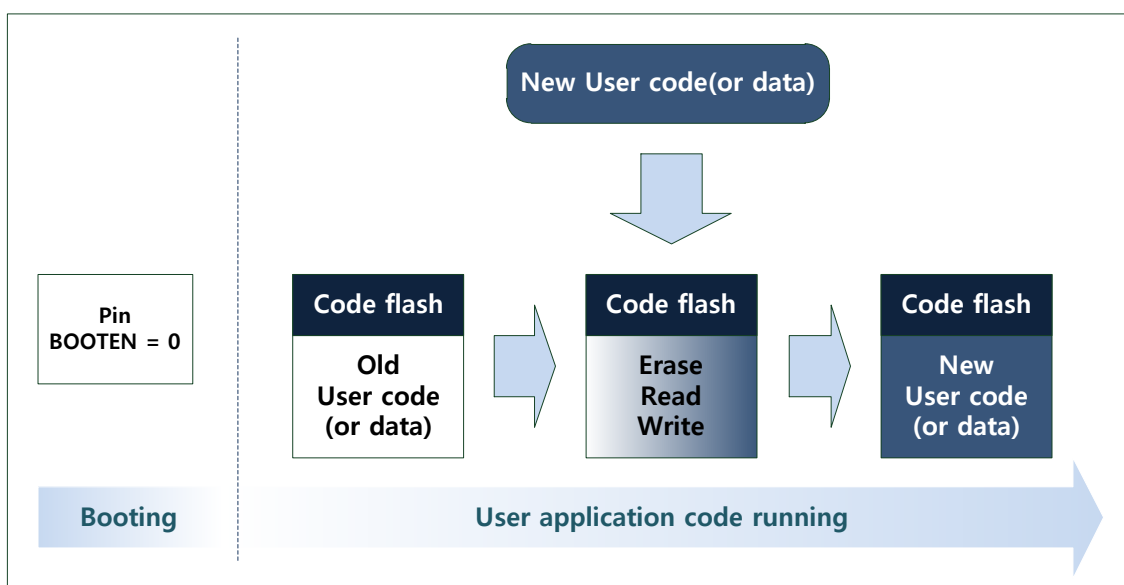 New User code(or data)
Pin
BOOTEN = 0
Code flash
Old
User code
(or data)
Code flash
Erase
Read
Write
Code flash
New
User code
(or data)
Booting
User application code running